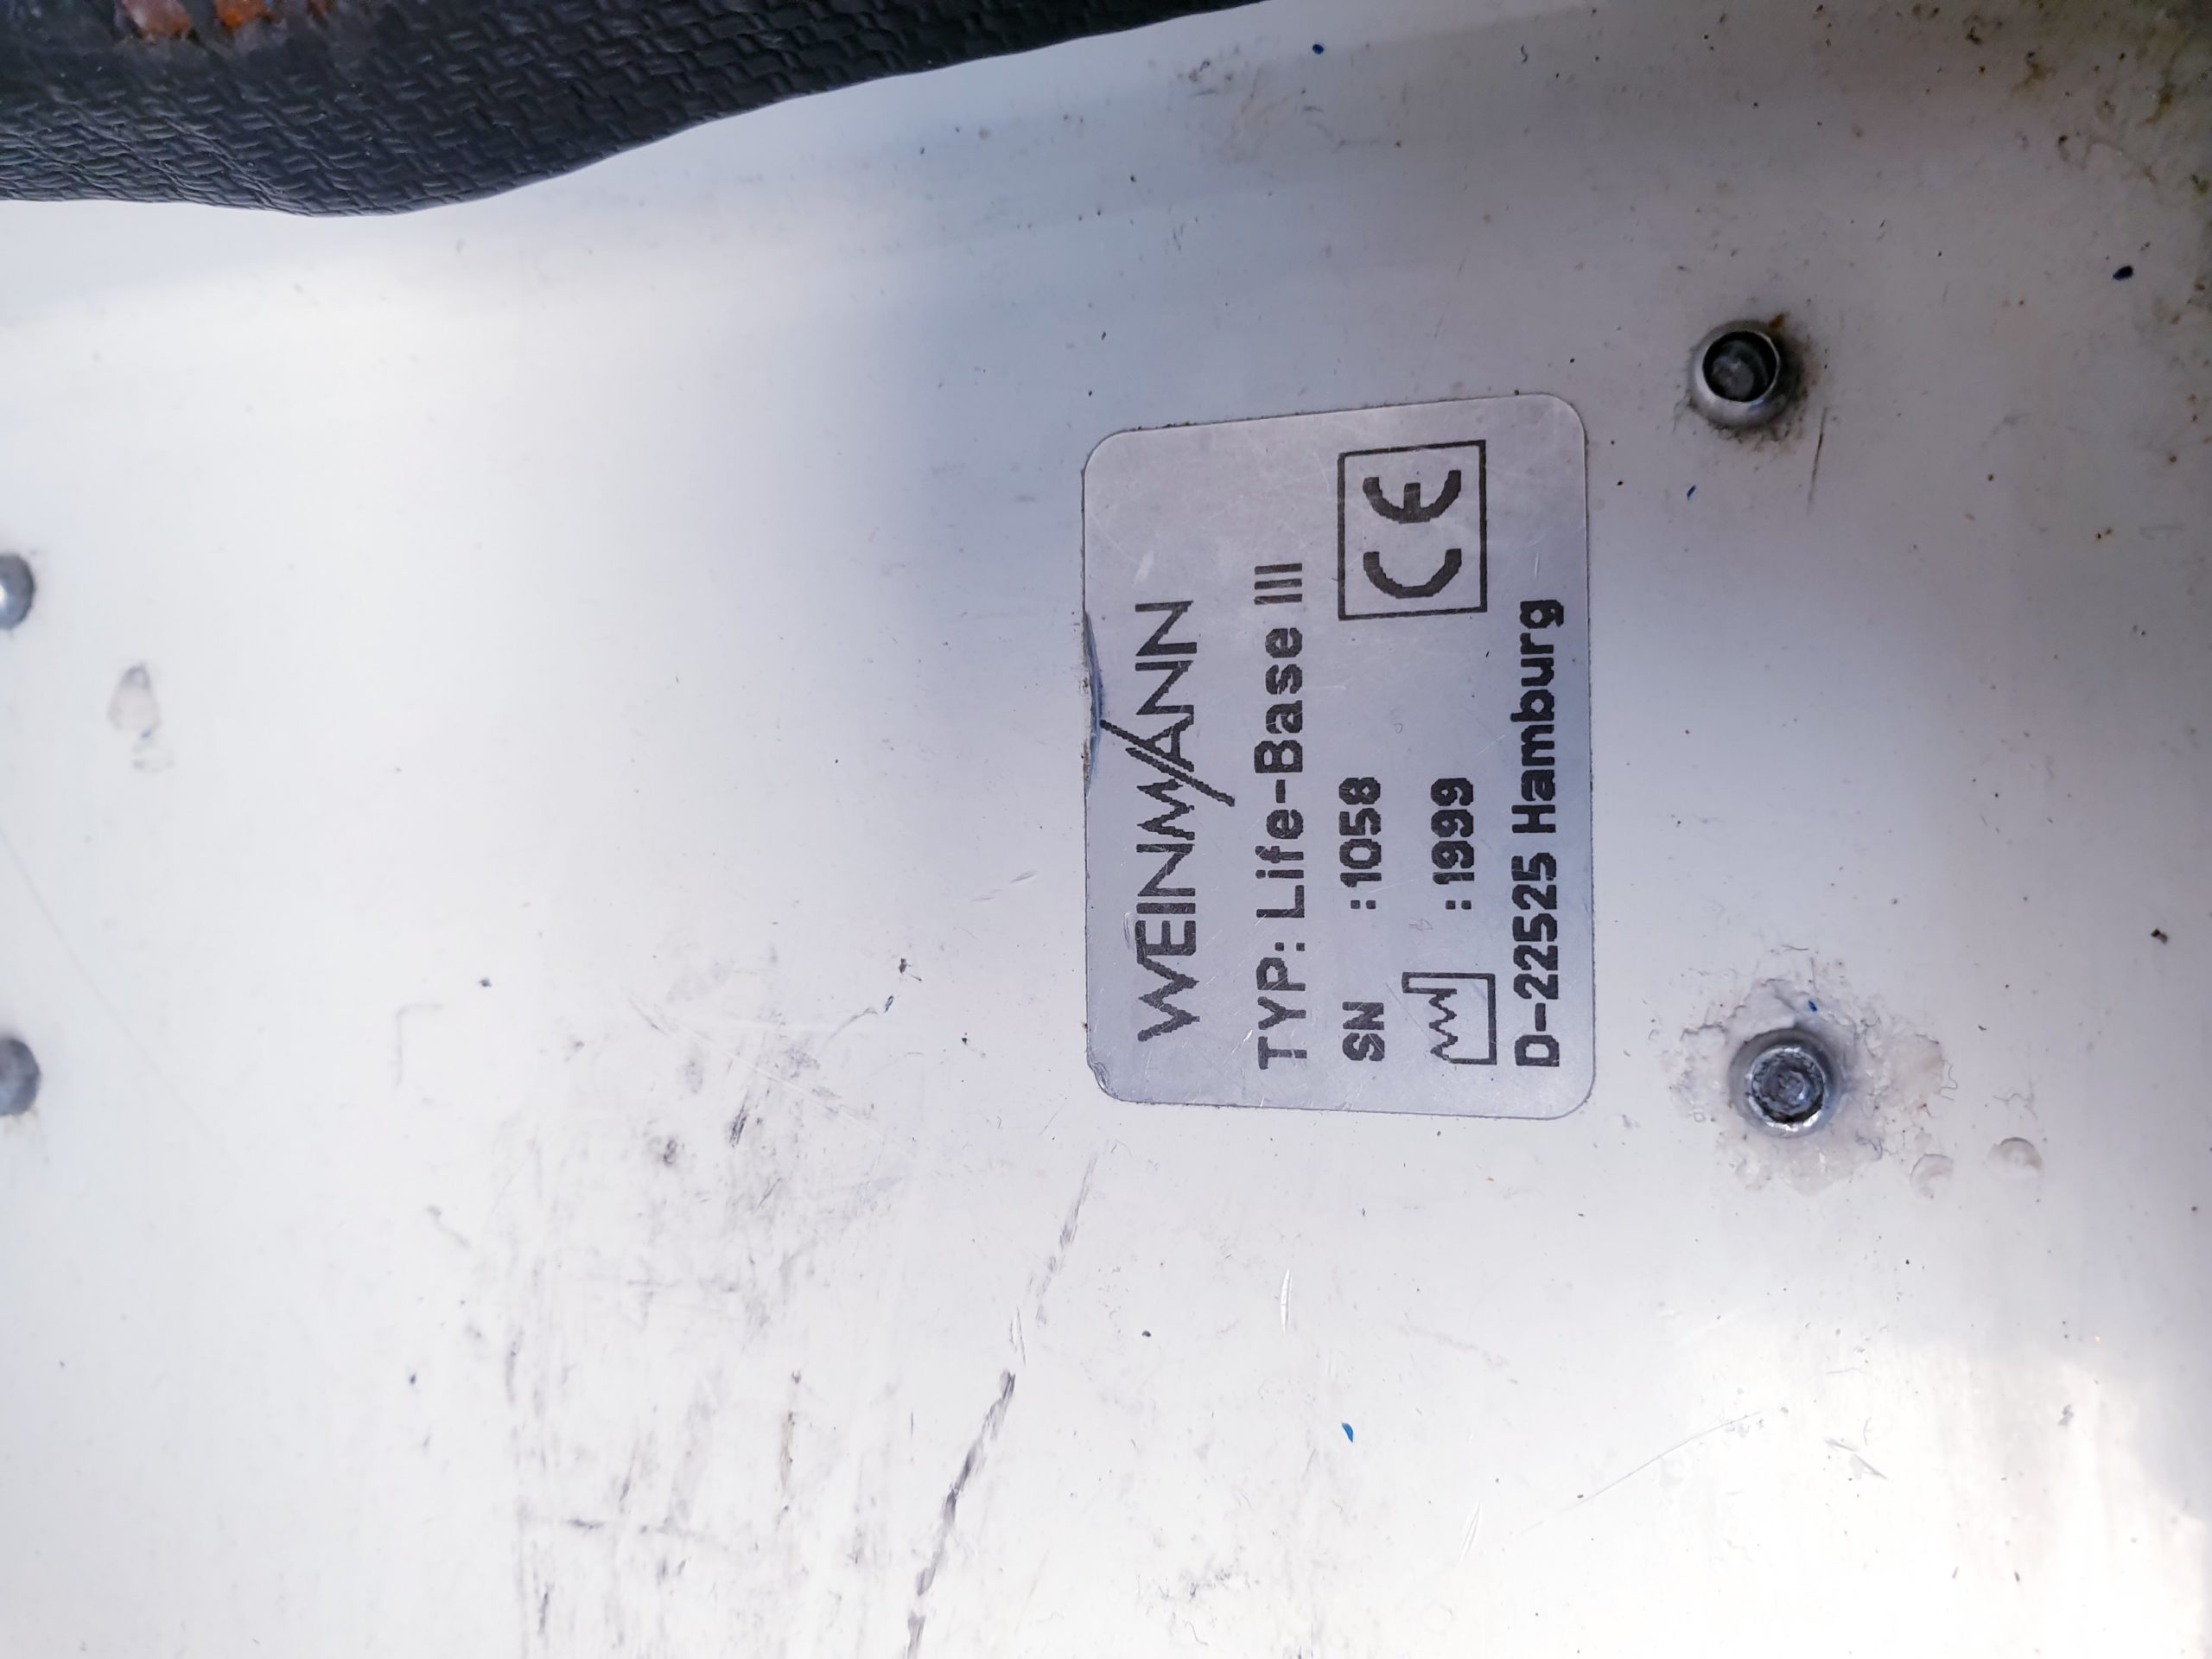 WEINMANN
TYP: Life-Base III
SN :1058
:1999
CE
D-22525 Hamburg